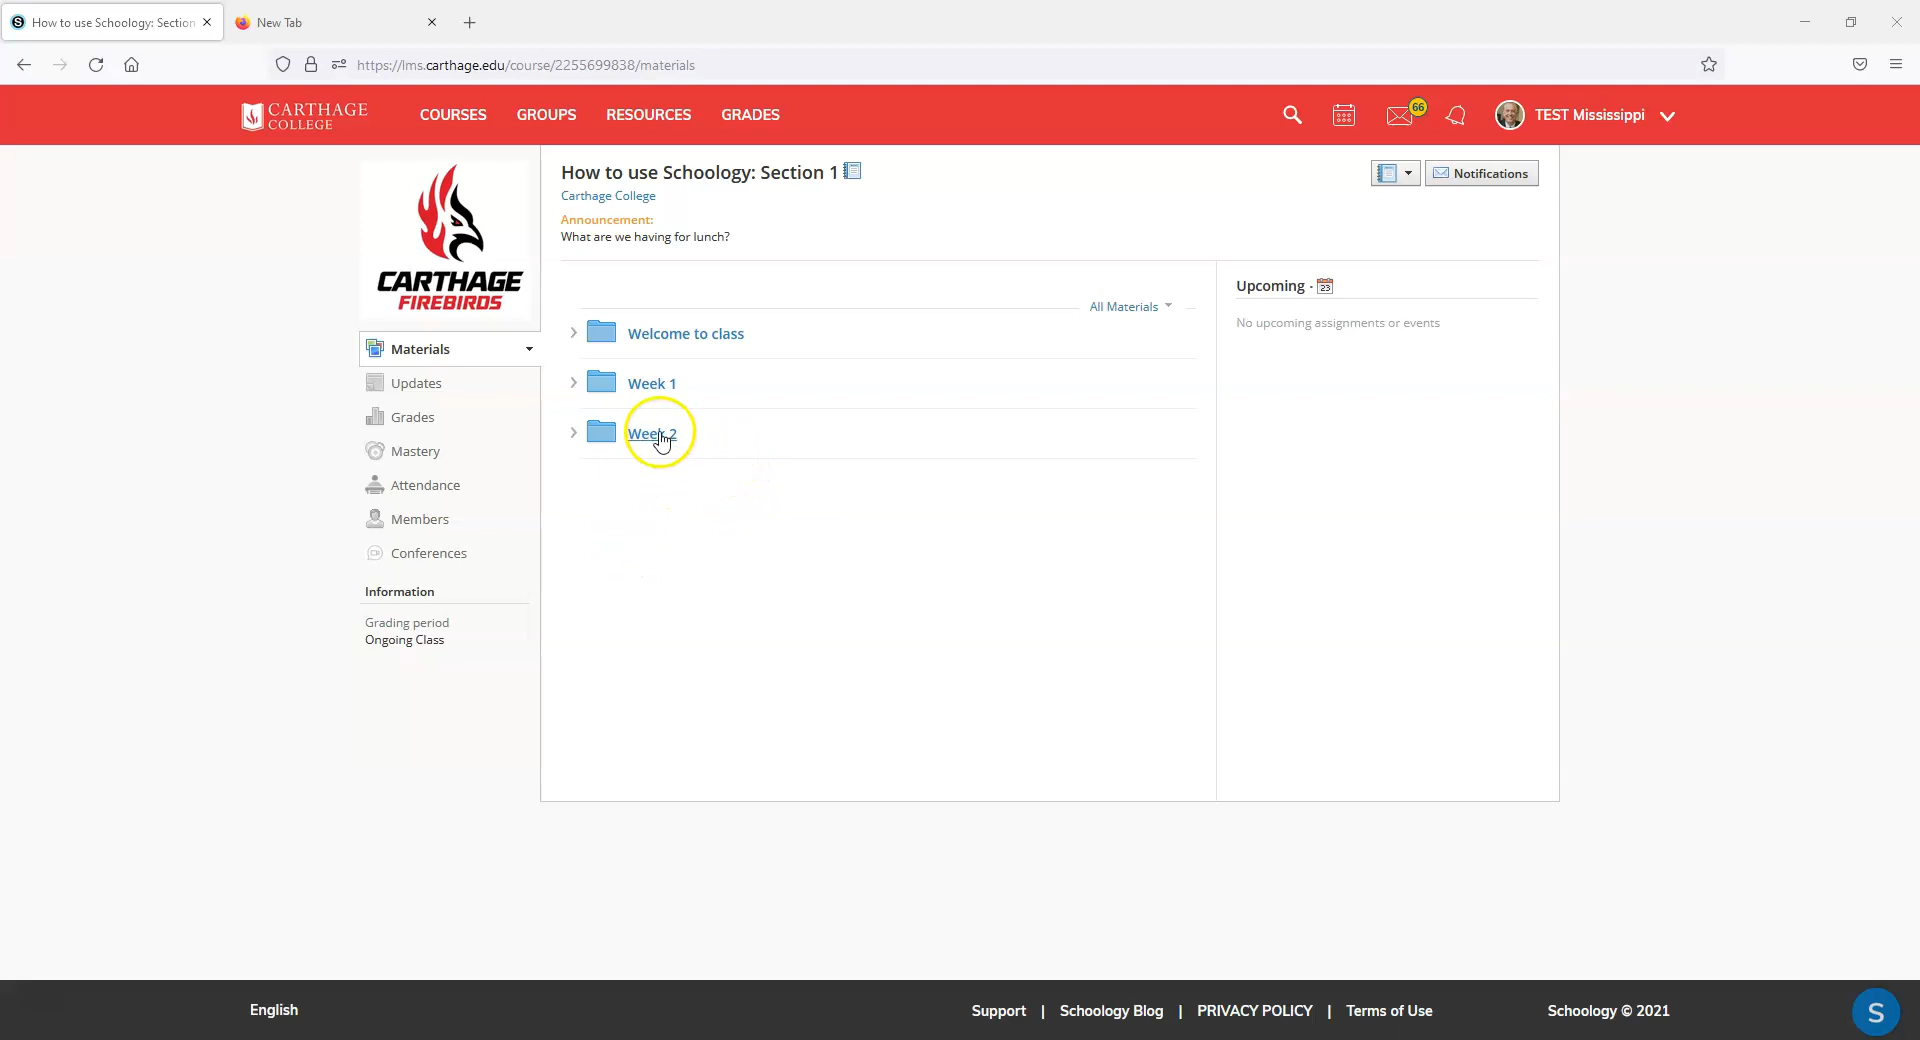 How to use Schoology: Section
New Tab
https://lms.carthage.edu/course/2255699838/materials
CARTHAGE
COLLEGE
COURSES
GROUPS
RESOURCES
GRADES
66
TEST Mississippi
CARTHAGE
FIREBIRDS
How to use Schoology: Section 1
Carthage College
Announcement:
What are we having for lunch?
Notifications
All Materials
Welcome to class
Week 1
Week 2
Upcoming ·
23
No upcoming assignments or events
Materials
Updates
Grades
Mastery
Attendance
Members
Conferences
Information
Grading period
Ongoing Class
English
Support | Schoology Blog | PRIVACY POLICY | Terms of Use
Schoology © 2021
S